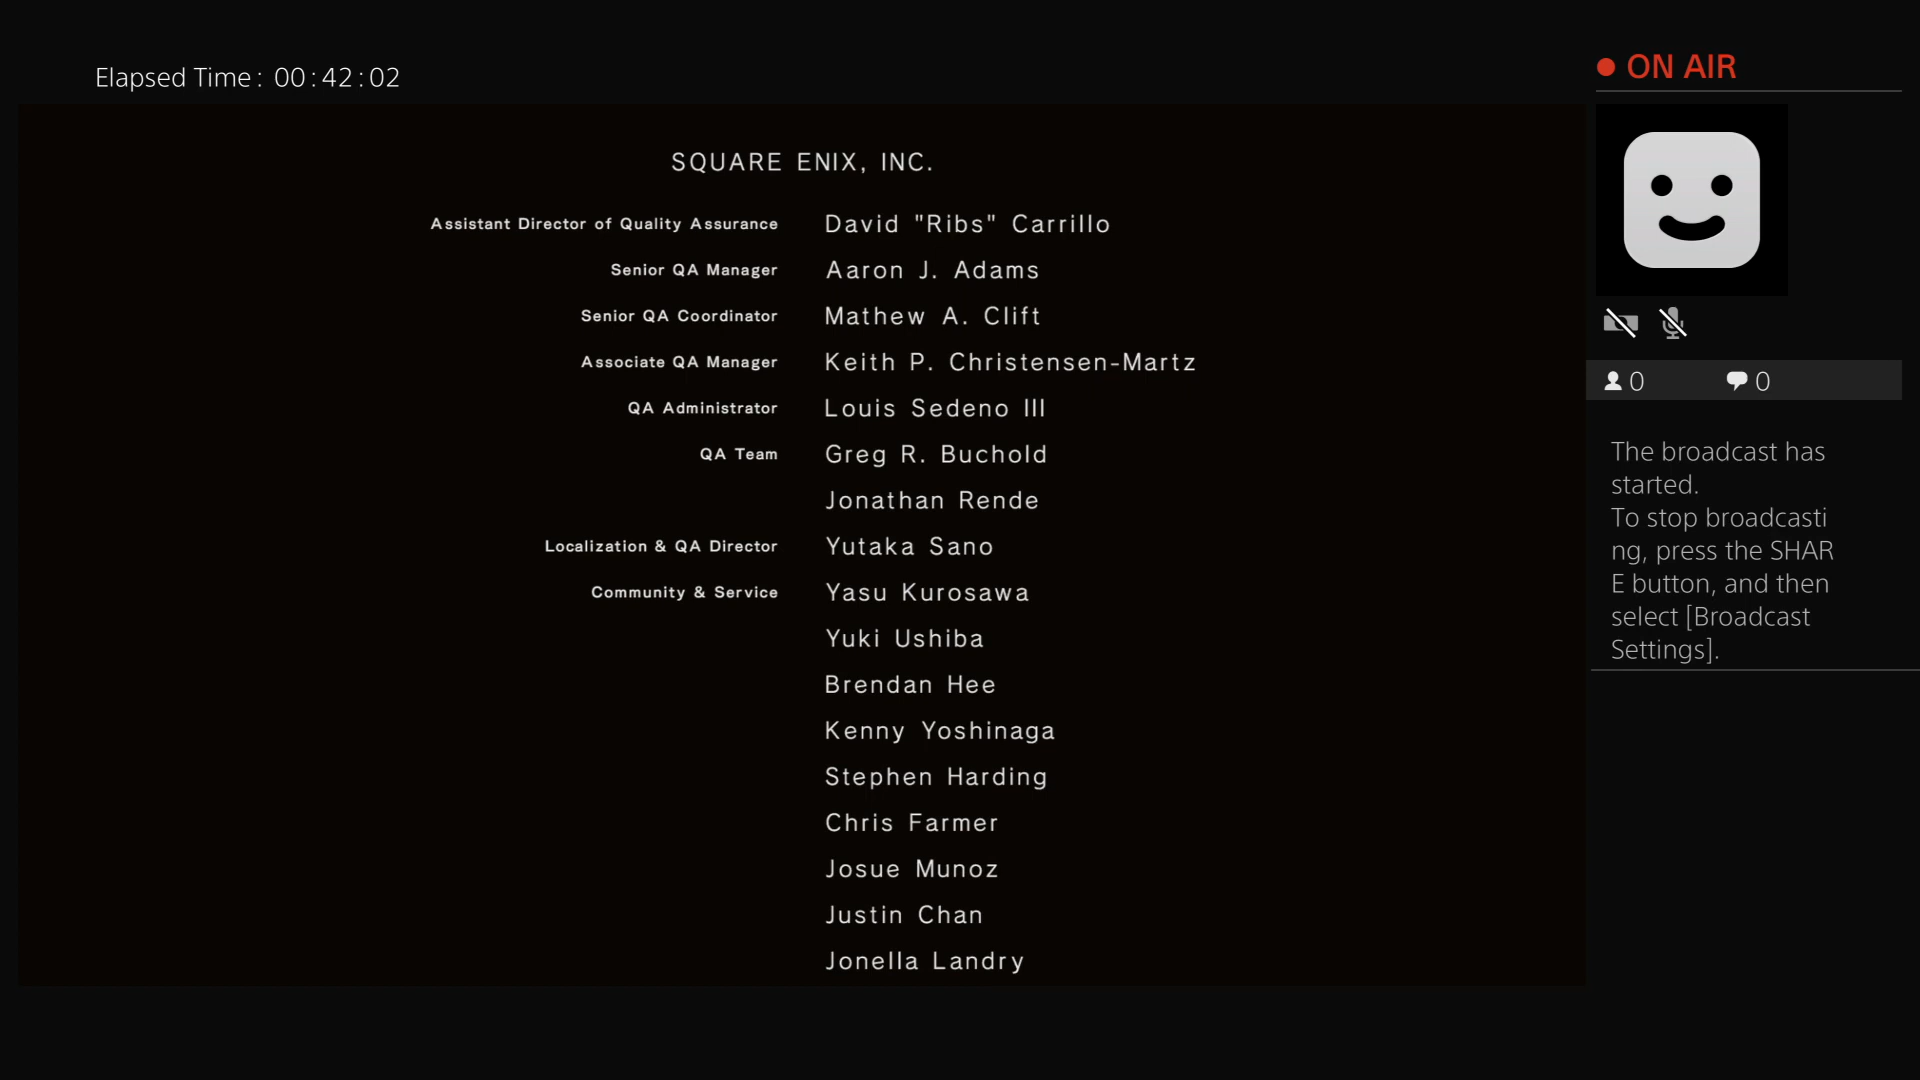 Elapsed Time : 00:42:02
ON AIR
SQUARE ENIX, INC.
Assistant Director of Quality Assurance David "Ribs" Carrillo
Senior QA Manager Aaron J. Adams
Senior QA Coordinator Mathew A. Clift
Associate QA Manager Keith P. Christensen-Martz
QA Administrator Louis Sedeno III
QA Team Greg R. Buchold
Jonathan Rende
Localization & QA Director Yutaka Sano
Community & Service Yasu Kurosawa
Yuki Ushiba
Brendan Hee
Kenny Yoshinaga
Stephen Harding
Chris Farmer
Josue Munoz
Justin Chan
Jonella Landry
0 0
The broadcast has
started.
To stop broadcasti
ng, press the SHAR
E button, and then
select [Broadcast
Settings].